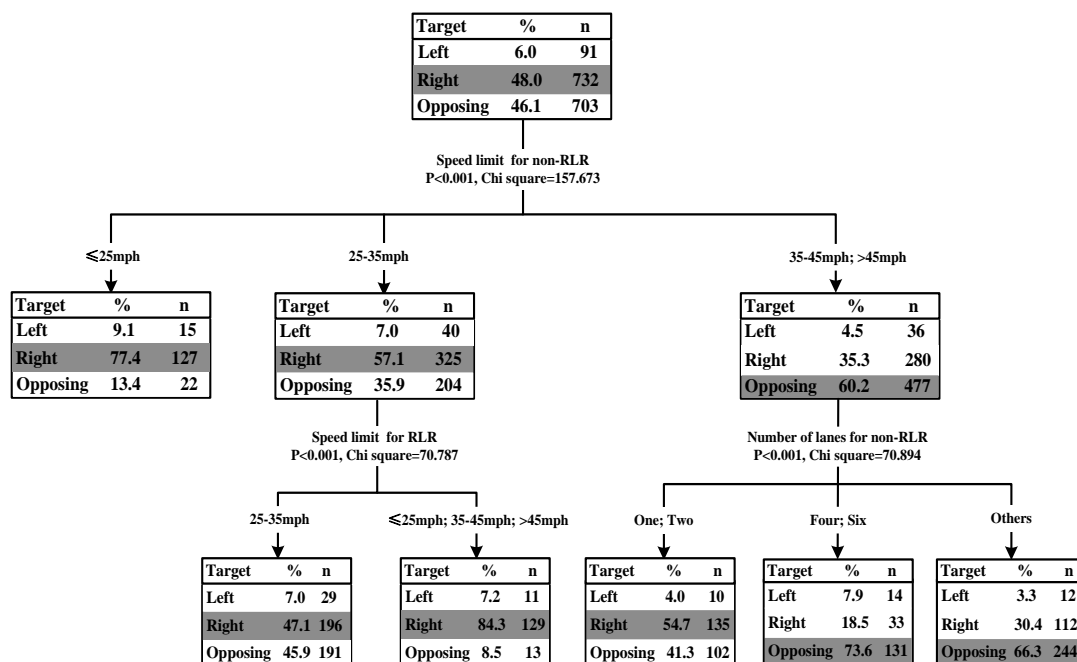 Target % n
Left 6.0 91
Right 48.0 732
Opposing 46.1 703
Speed limit for non-RLR
P<0.001, Chi square=157.673
⩽25mph
25-35mph
35-45mph; >45mph
Target % n
Left 9.1 15
Right 77.4 127
Opposing 13.4 22
Target % n
Left 7.0 40
Right 57.1 325
Opposing 35.9 204
Target % n
Left 4.5 36
Right 35.3 280
Opposing 60.2 477
Speed limit for RLR
P<0.001, Chi square=70.787
Number of lanes for non-RLR
P<0.001, Chi square=70.894
25-35mph
⩽25mph; 35-45mph; >45mph
One; Two
Four; Six
Others
Target % n
Left 7.0 29
Right 47.1 196
Opposing 45.9 191
Target % n
Left 7.2 11
Right 84.3 129
Opposing 8.5 13
Target % n
Left 4.0 10
Right 54.7 135
Opposing 41.3 102
Target % n
Left 7.9 14
Right 18.5 33
Opposing 73.6 131
Target % n
Left 3.3 12
Right 30.4 112
Opposing 66.3 244